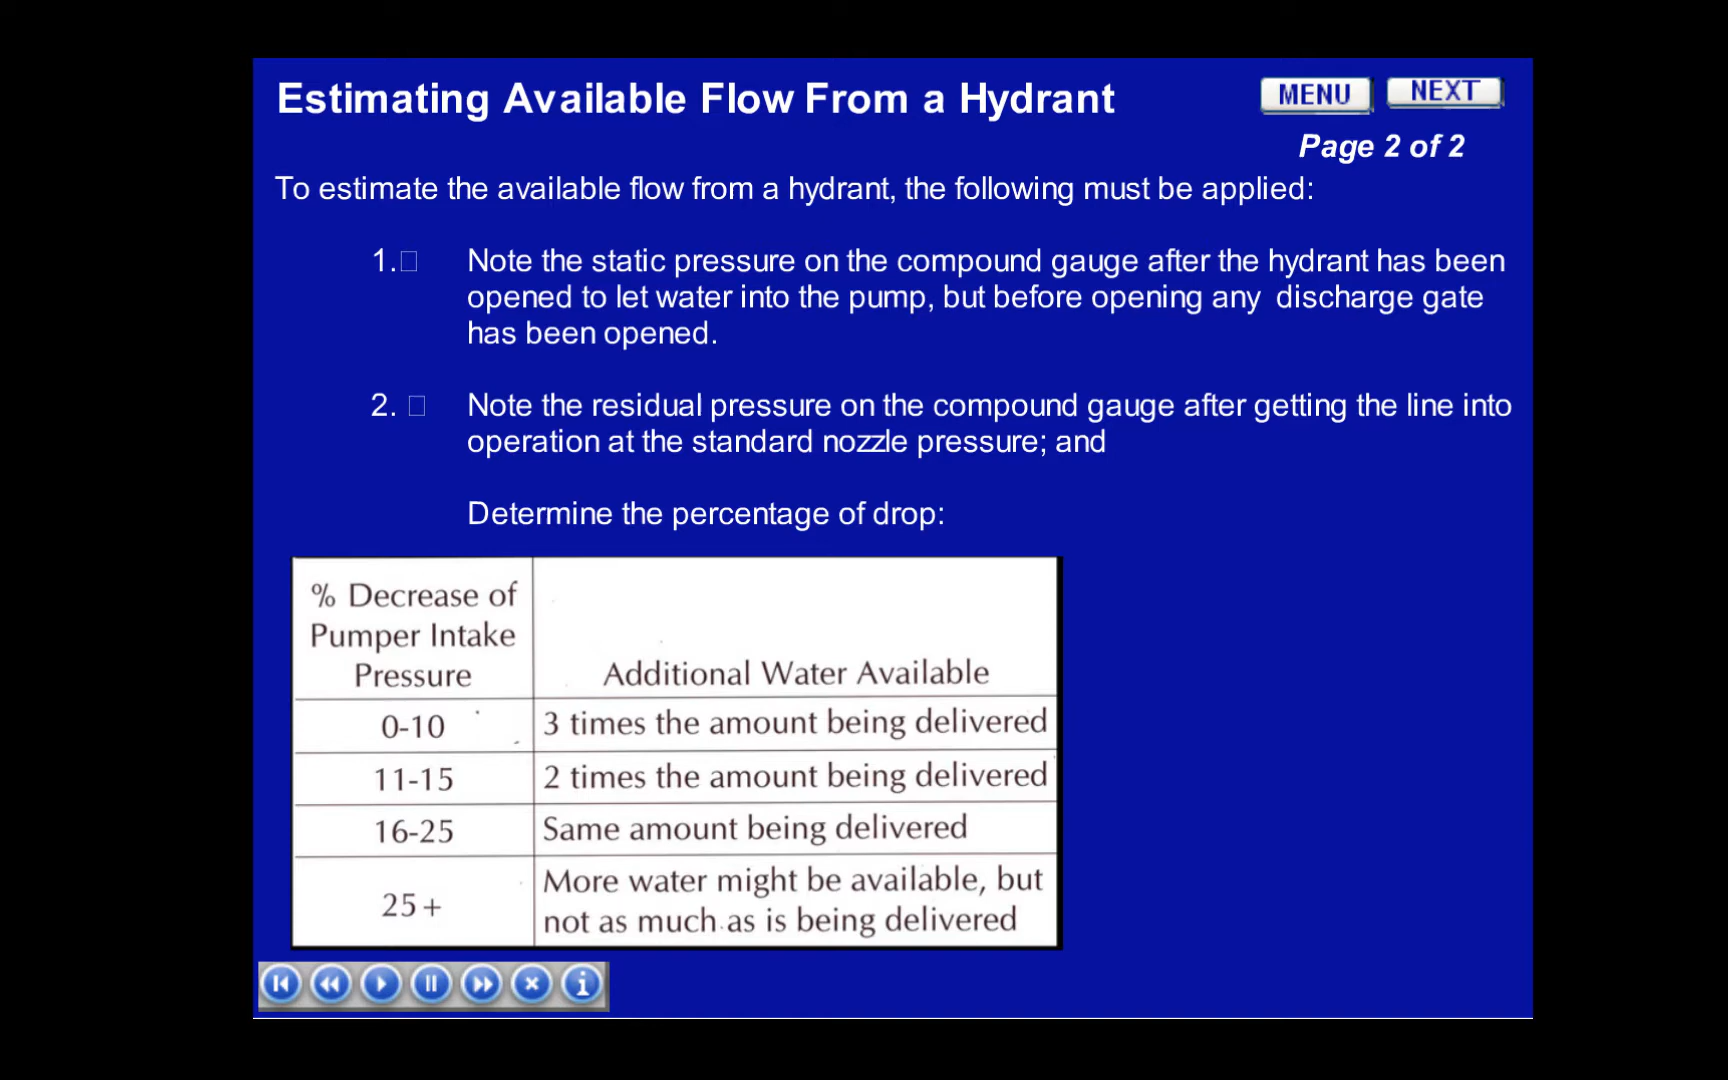 Estimating Available Flow From a Hydrant
MENU
NEXT
Page 2 of 2
To estimate the available flow from a hydrant, the following must be applied:
1. Note the static pressure on the compound gauge after the hydrant has been
opened to let water into the pump, but before opening any discharge gate
has been opened.
2. Note the residual pressure on the compound gauge after getting the line into
operation at the standard nozzle pressure; and
Determine the percentage of drop:
% Decrease of
Pumper Intake
Pressure
Additional Water Available
0-10
3 times the amount being delivered
11-15
2 times the amount being delivered
16-25
Same amount being delivered
25+
More water might be available, but
not as much as is being delivered